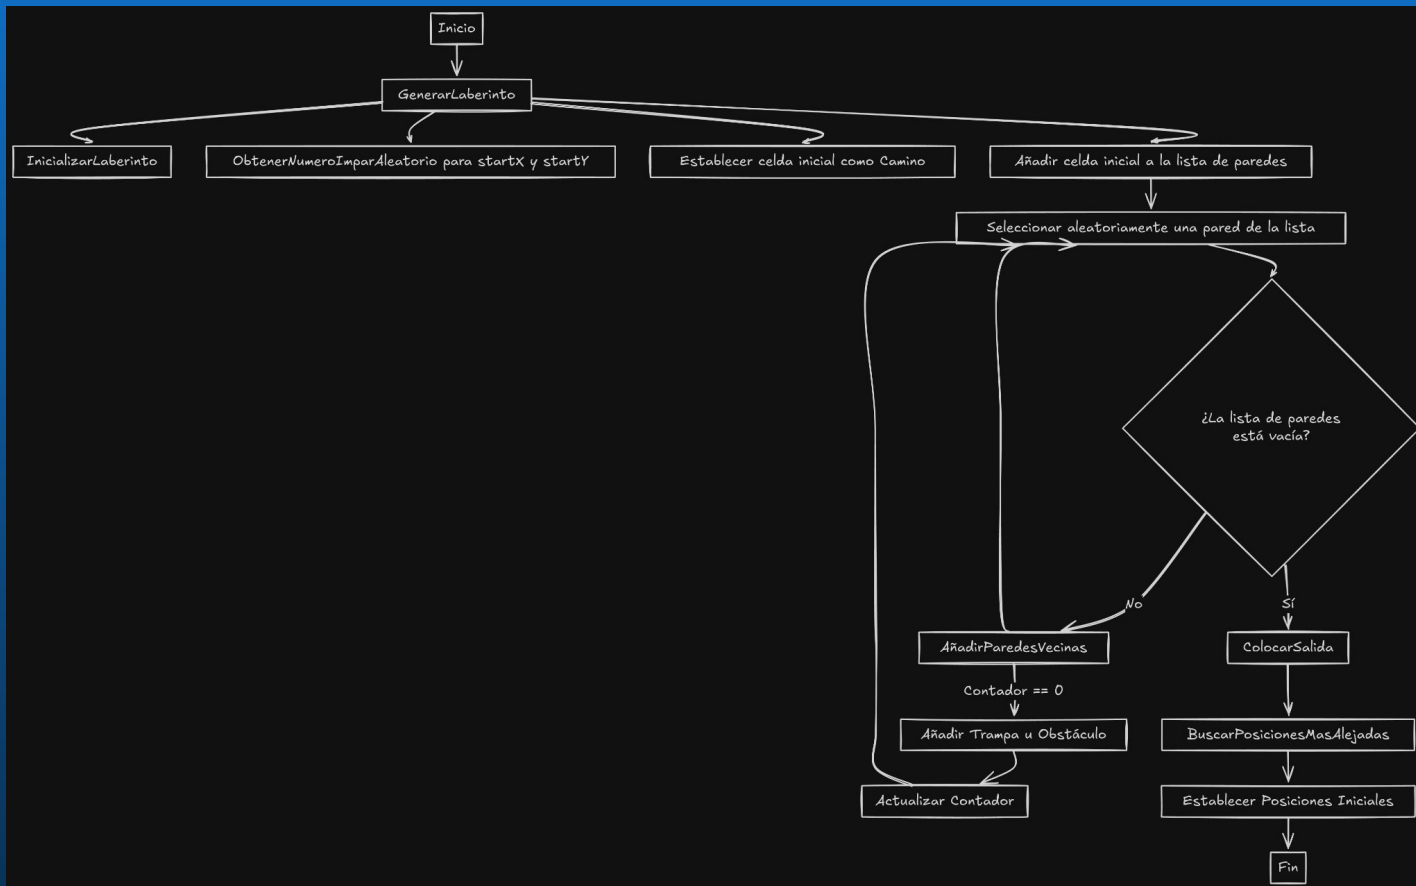 Inicio
GenerarLaberinto
InicializarLaberinto
ObtenerNumeroImparAleatorio para startX y startY
Establecer celda inicial como Camino
Añadir celda inicial a la lista de paredes
Seleccionar aleatoriamente una pared de la lista
¿La lista de paredes
está vacía?
No
Sí
AñadirParedesVecinas
ColocarSalida
Contador == 0
Añadir Trampa u Obstáculo
BuscarPosicionesMasAlejadas
Actualizar Contador
Establecer Posiciones Iniciales
Fin